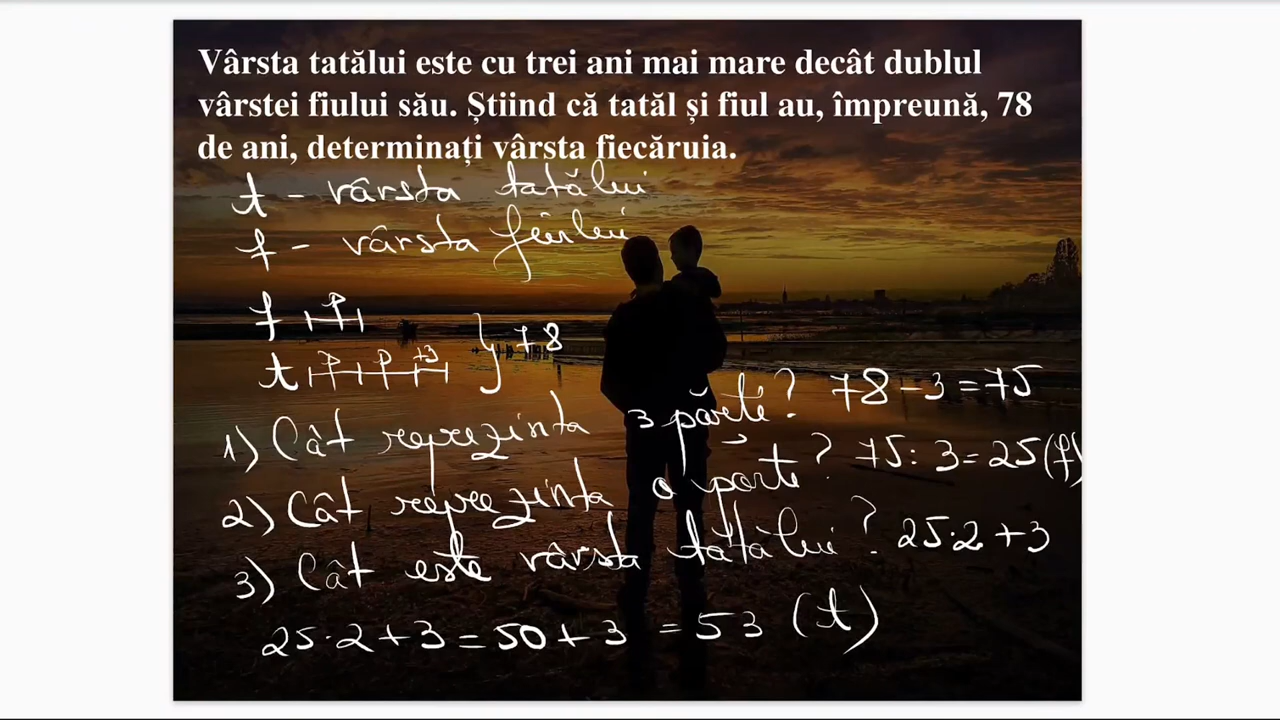 Vârsta tatălui este cu trei ani mai mare decât dublul
vârstei fiului său. Știind că tatăl și fiul au, împreună, 78
de ani, determinați vârsta fiecăruia.
t - vârsta tatălui
f - vârsta fiului
f P
t P P +3 } 78
1) Cât reprezinta 3 părți? 78-3=75
2) Cât reprezinta o parte? 75:3=25(f)
3) Cât este vârsta tatălui? 25·2+3
25·2+3=50+3=53 (t)